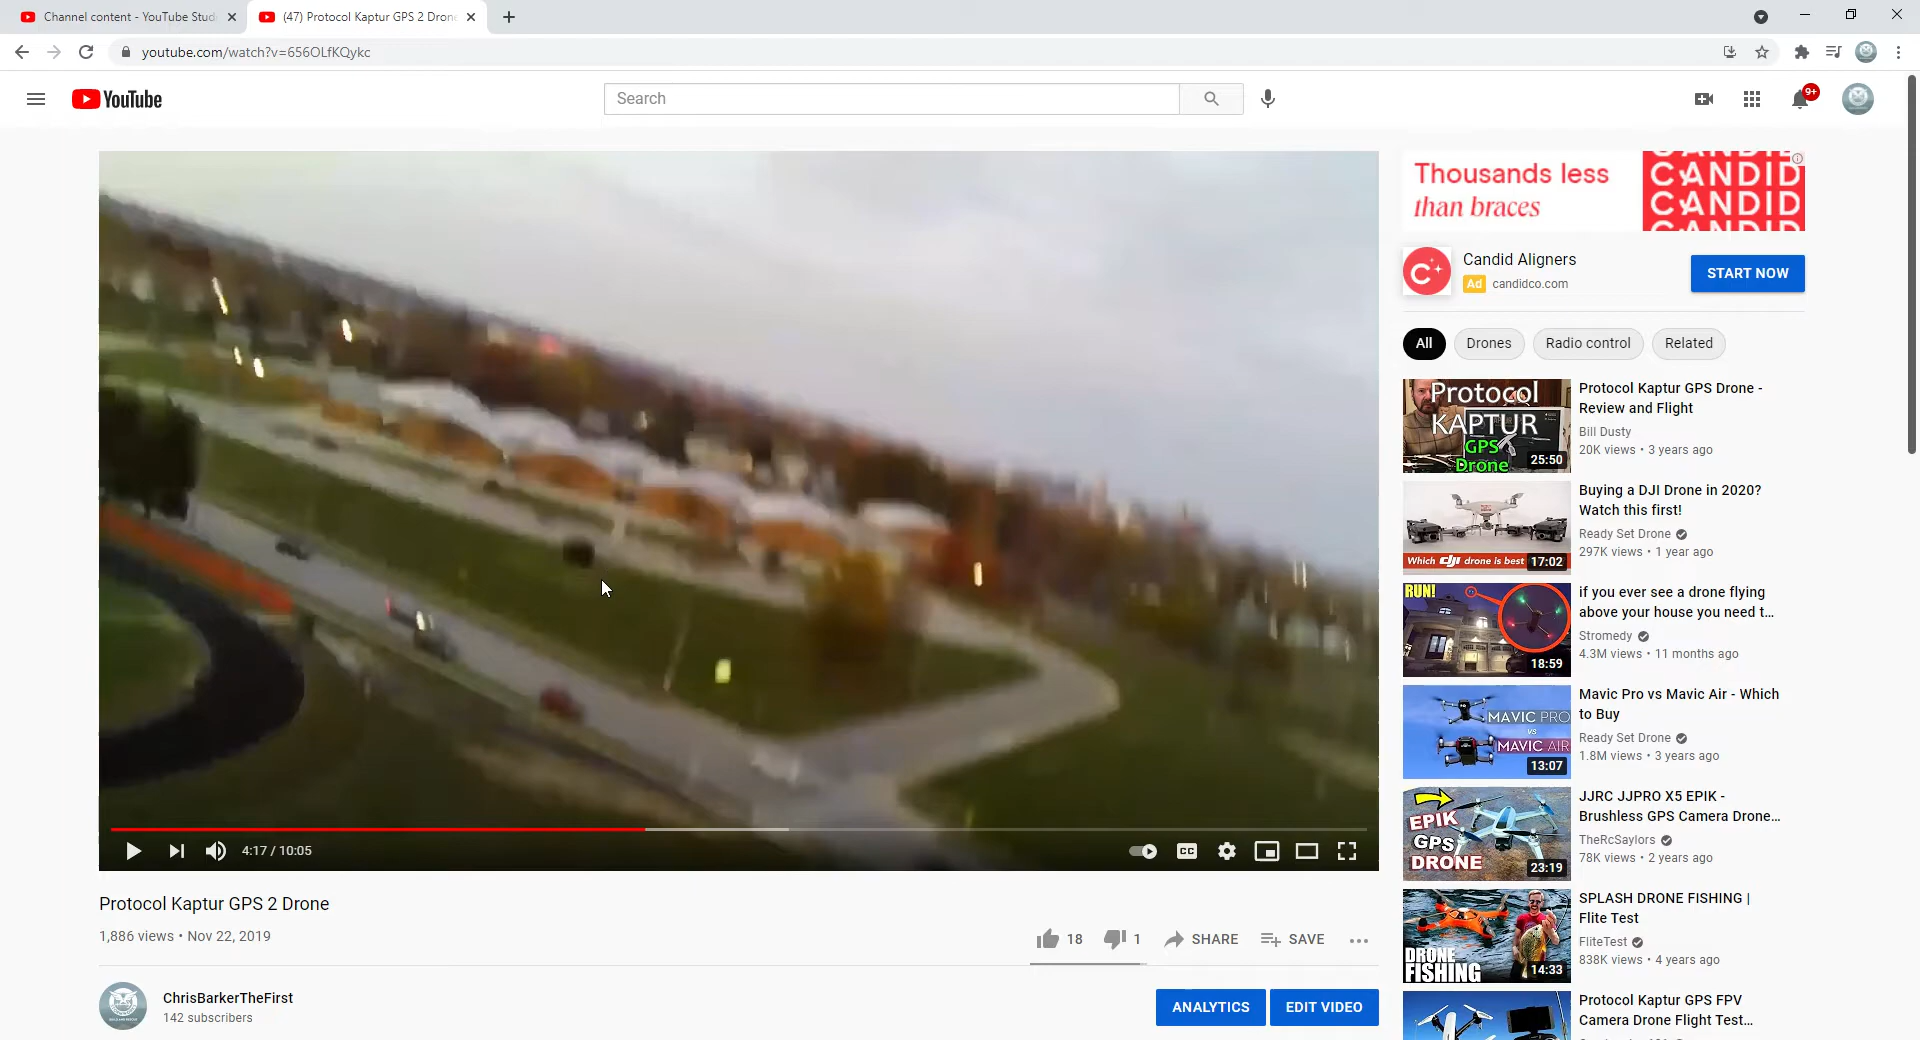 Channel content - YouTube Stud
(47) Protocol Kaptur GPS 2 Drone
youtube.com/watch?v=656OLfKQykc
YouTube
Search
9+
Thousands less
than braces
CANDID
CANDID
CANDID
CANDID
Candid Aligners
Ad candidco.com
START NOW
All
Drones
Radio control
Related
Protocol
KAPTUR
GPS
Drone
25:50
Protocol Kaptur GPS Drone -
Review and Flight
Bill Dusty
20K views • 3 years ago
Which dji drone is best
17:02
Buying a DJI Drone in 2020?
Watch this first!
Ready Set Drone
297K views • 1 year ago
RUN!
18:59
if you ever see a drone flying
above your house you need t...
Stromedy
4.3M views • 11 months ago
MAVIC PRO
VS
MAVIC AIR
13:07
Mavic Pro vs Mavic Air - Which
to Buy
Ready Set Drone
1.8M views • 3 years ago
EPIK
GPS
DRONE
23:19
JJRC JJPRO X5 EPIK -
Brushless GPS Camera Drone...
TheRcSaylors
78K views • 2 years ago
DRONE
FISHING
14:33
SPLASH DRONE FISHING |
Flite Test
FliteTest
838K views • 4 years ago
Protocol Kaptur GPS FPV
Camera Drone Flight Test...
4:17 / 10:05
CC
Protocol Kaptur GPS 2 Drone
1,886 views • Nov 22, 2019
18
1
SHARE
SAVE
ChrisBarkerTheFirst
142 subscribers
ANALYTICS
EDIT VIDEO